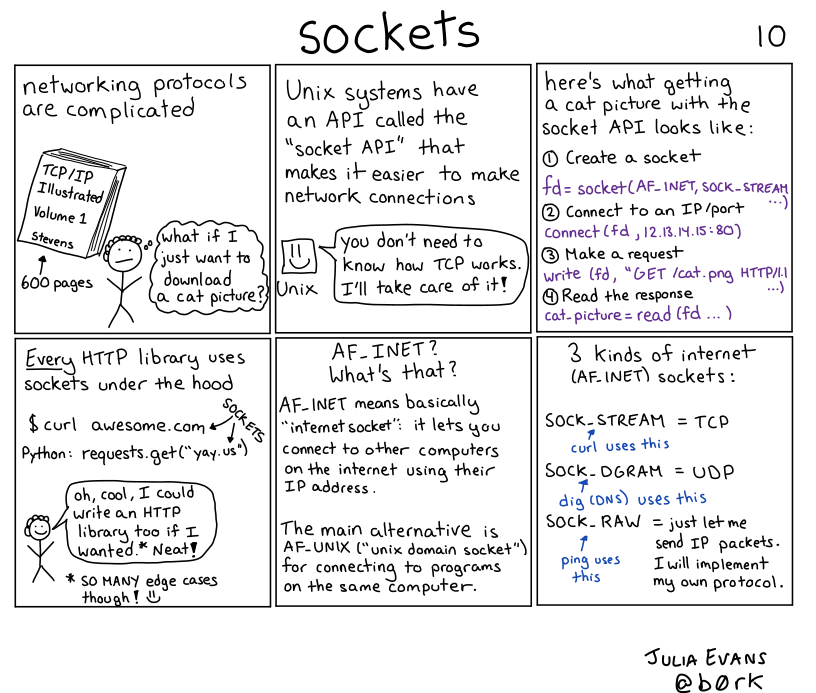 sockets
10
networking protocols
are complicated
TCP/IP
Illustrated
Volume 1
Stevens
600 pages
what if I
just want to
download
a cat picture?
Unix systems have
an API called the
"socket API" that
makes it easier to make
network connections
Unix
you don't need to
know how TCP works.
I'll take care of it!
here's what getting
a cat picture with the
socket API looks like:
① Create a socket
fd = socket(AF_INET, SOCK_STREAM
...)
② Connect to an IP/port
connect(fd, 12.13.14.15:80)
③ Make a request
write (fd, "GET /cat.png HTTP/1.1
...)
④ Read the response
cat_picture = read (fd ... )
Every HTTP library uses
sockets under the hood
$ curl awesome.com
SOCKETS
Python: requests.get("yay.us")
oh, cool, I could
write an HTTP
library too if I
wanted.* Neat!
* SO MANY edge cases
though! :)
AF_INET?
What's that?
AF_INET means basically
"internet socket": it lets you
connect to other computers
on the internet using their
IP address.
The main alternative is
AF_UNIX ("unix domain socket")
for connecting to programs
on the same computer.
3 kinds of internet
(AF_INET) sockets:
SOCK_STREAM = TCP
curl uses this
SOCK_DGRAM = UDP
dig (DNS) uses this
SOCK_RAW = just let me
send IP packets.
I will implement
my own protocol.
ping uses
this
JULIA EVANS
@b0rk